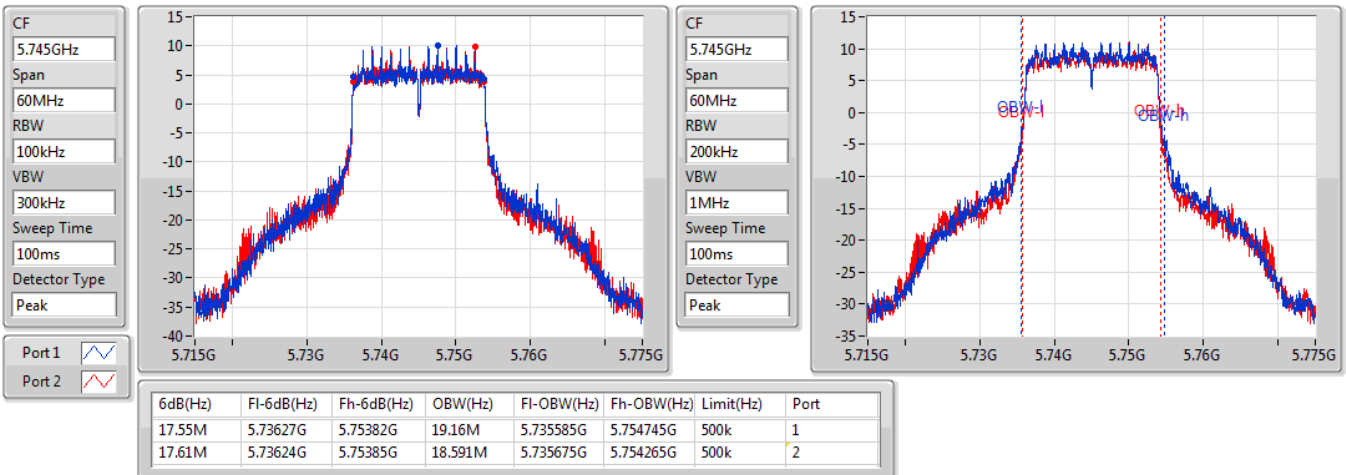 CF
5.745GHz
Span
60MHz
RBW
100kHz
VBW
300kHz
Sweep Time
100ms
Detector Type
Peak
Port 1
Port 2
15
10
5
0
-5
-10
-15
-20
-25
-30
-35
-40
5.715G 5.73G 5.74G 5.75G 5.76G 5.775G
CF
5.745GHz
Span
60MHz
RBW
200kHz
VBW
1MHz
Sweep Time
100ms
Detector Type
Peak
15
10
5
0
-5
-10
-15
-20
-25
-30
-35
OBW-l
OBW-l
OBW-h
OBW-h
5.715G 5.73G 5.74G 5.75G 5.76G 5.775G
6dB(Hz) Fl-6dB(Hz) Fh-6dB(Hz) OBW(Hz) Fl-OBW(Hz) Fh-OBW(Hz) Limit(Hz) Port
17.55M 5.73627G 5.75382G 19.16M 5.735585G 5.754745G 500k 1
17.61M 5.73624G 5.75385G 18.591M 5.735675G 5.754265G 500k 2